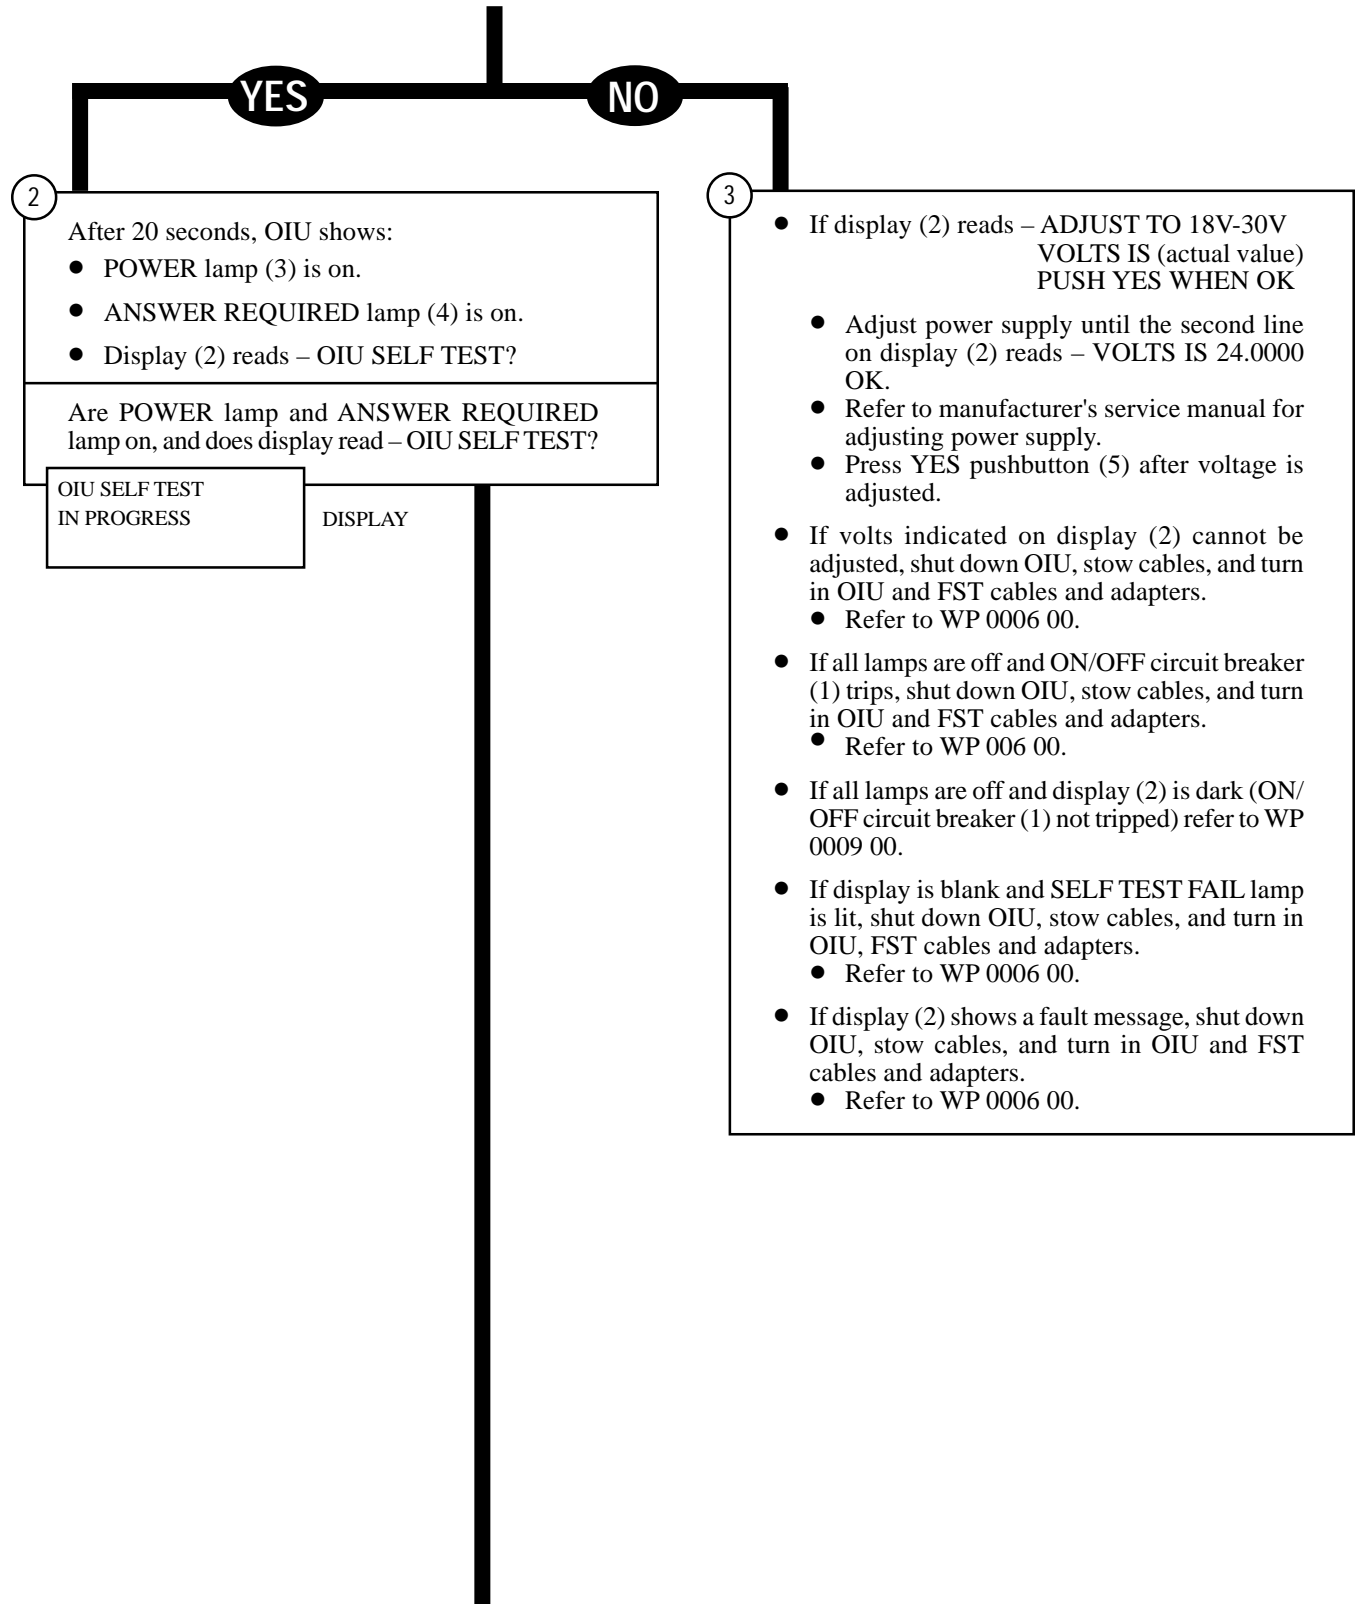 YES
NO
2
After 20 seconds, OIU shows:
● POWER lamp (3) is on.
● ANSWER REQUIRED lamp (4) is on.
● Display (2) reads – OIU SELF TEST?
Are POWER lamp and ANSWER REQUIRED
lamp on, and does display read – OIU SELF TEST?
OIU SELF TEST
IN PROGRESS
DISPLAY
3
● If display (2) reads – ADJUST TO 18V-30V
VOLTS IS (actual value)
PUSH YES WHEN OK
● Adjust power supply until the second line
on display (2) reads – VOLTS IS 24.0000
OK.
● Refer to manufacturer's service manual for
adjusting power supply.
● Press YES pushbutton (5) after voltage is
adjusted.
● If volts indicated on display (2) cannot be
adjusted, shut down OIU, stow cables, and turn
in OIU and FST cables and adapters.
● Refer to WP 0006 00.
● If all lamps are off and ON/OFF circuit breaker
(1) trips, shut down OIU, stow cables, and turn
in OIU and FST cables and adapters.
● Refer to WP 006 00.
● If all lamps are off and display (2) is dark (ON/
OFF circuit breaker (1) not tripped) refer to WP
0009 00.
● If display is blank and SELF TEST FAIL lamp
is lit, shut down OIU, stow cables, and turn in
OIU, FST cables and adapters.
● Refer to WP 0006 00.
● If display (2) shows a fault message, shut down
OIU, stow cables, and turn in OIU and FST
cables and adapters.
● Refer to WP 0006 00.